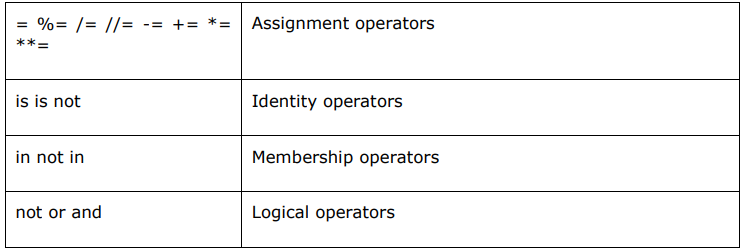 = %= /= //= -= += *= Assignment operators
**=
is is not Identity operators
in not in Membership operators
not or and Logical operators